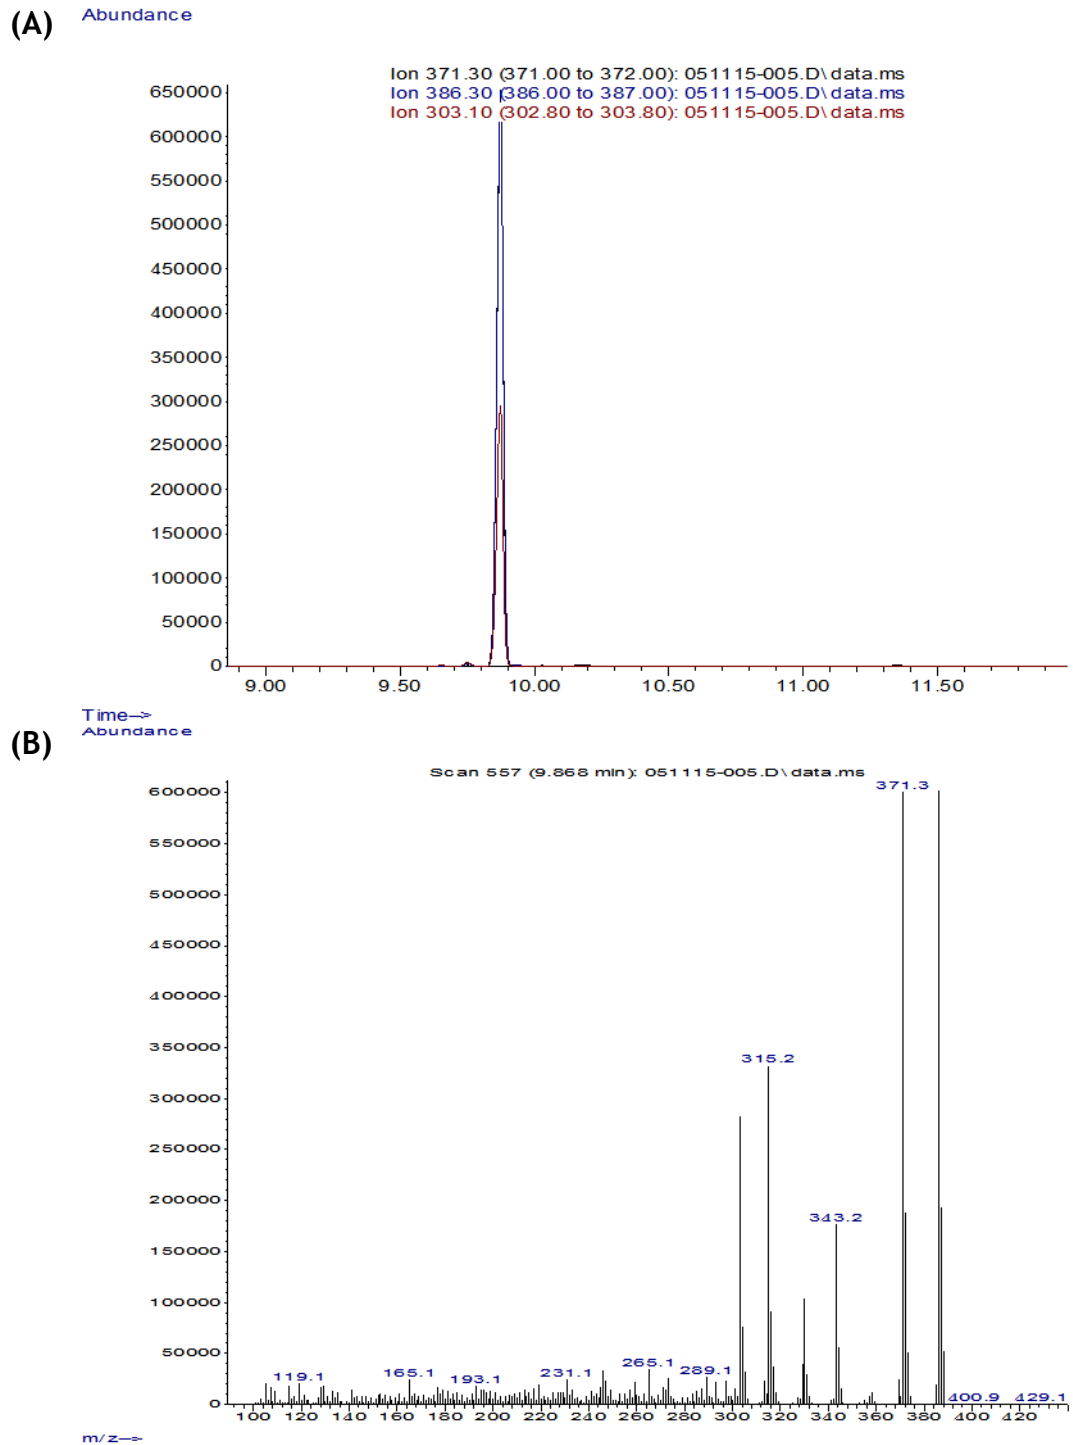 (A)
Abundance
Ion 371.30 (371.00 to 372.00): 051115-005.D\data.ms
Ion 386.30 (386.00 to 387.00): 051115-005.D\data.ms
Ion 303.10 (302.80 to 303.80): 051115-005.D\data.ms
650000
600000
550000
500000
450000
400000
350000
300000
250000
200000
150000
100000
50000
0
9.00 9.50 10.00 10.50 11.00 11.50
Time-->
(B)
Abundance
Scan 557 (9.868 min): 051115-005.D\data.ms
600000
550000
500000
450000
400000
350000
300000
250000
200000
150000
100000
50000
0
371.3
315.2
343.2
119.1 165.1 193.1 231.1 265.1 289.1
400.9 429.1
100 120 140 160 180 200 220 240 260 280 300 320 340 360 380 400 420
m/z-->